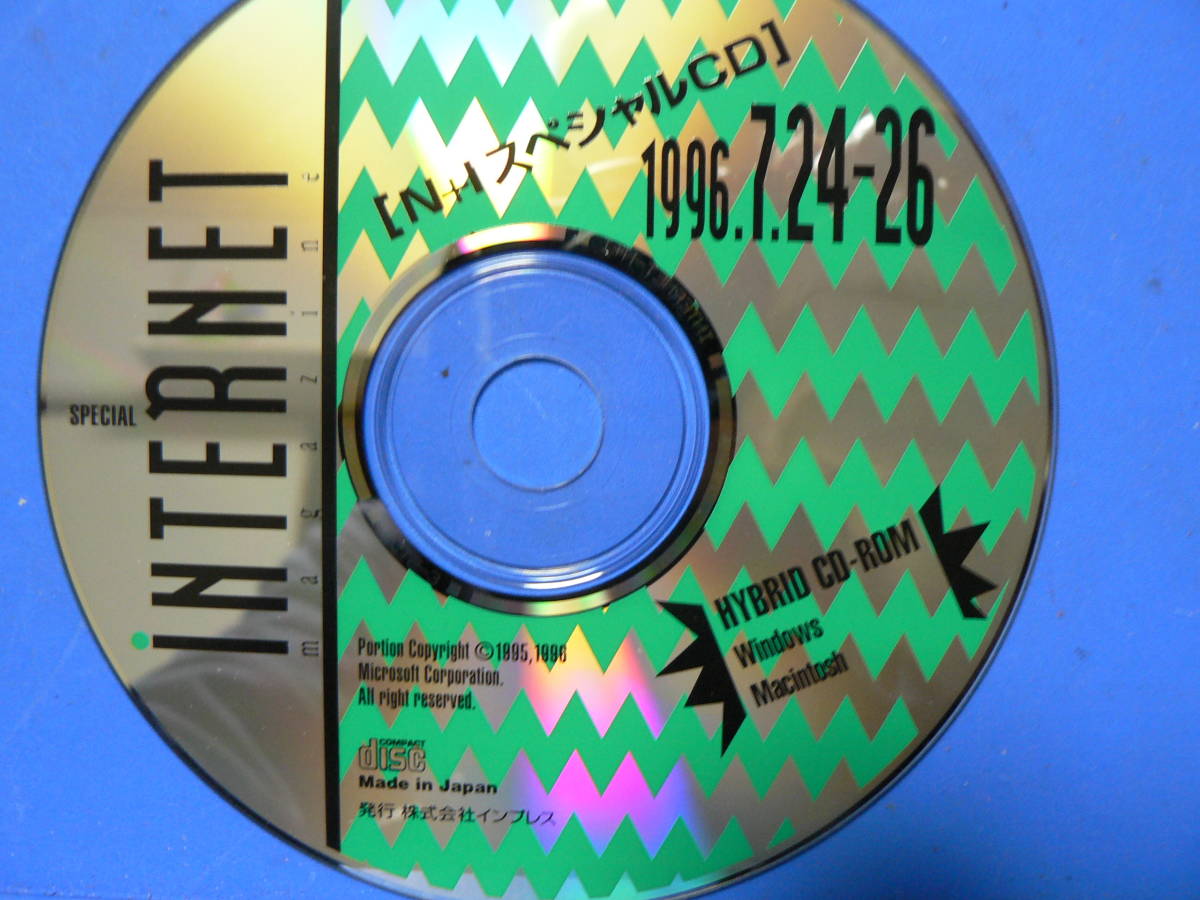 SPECIAL
iNTERNET
magazine
[N+I スペシャルCD]
1996.7.24-26
HYBRID CD-ROM
Windows
Macintosh
Portion Copyright ©1995,1996
Microsoft Corporation.
All right reserved.
COMPACT
disc
Made in Japan
発行 株式会社インプレス